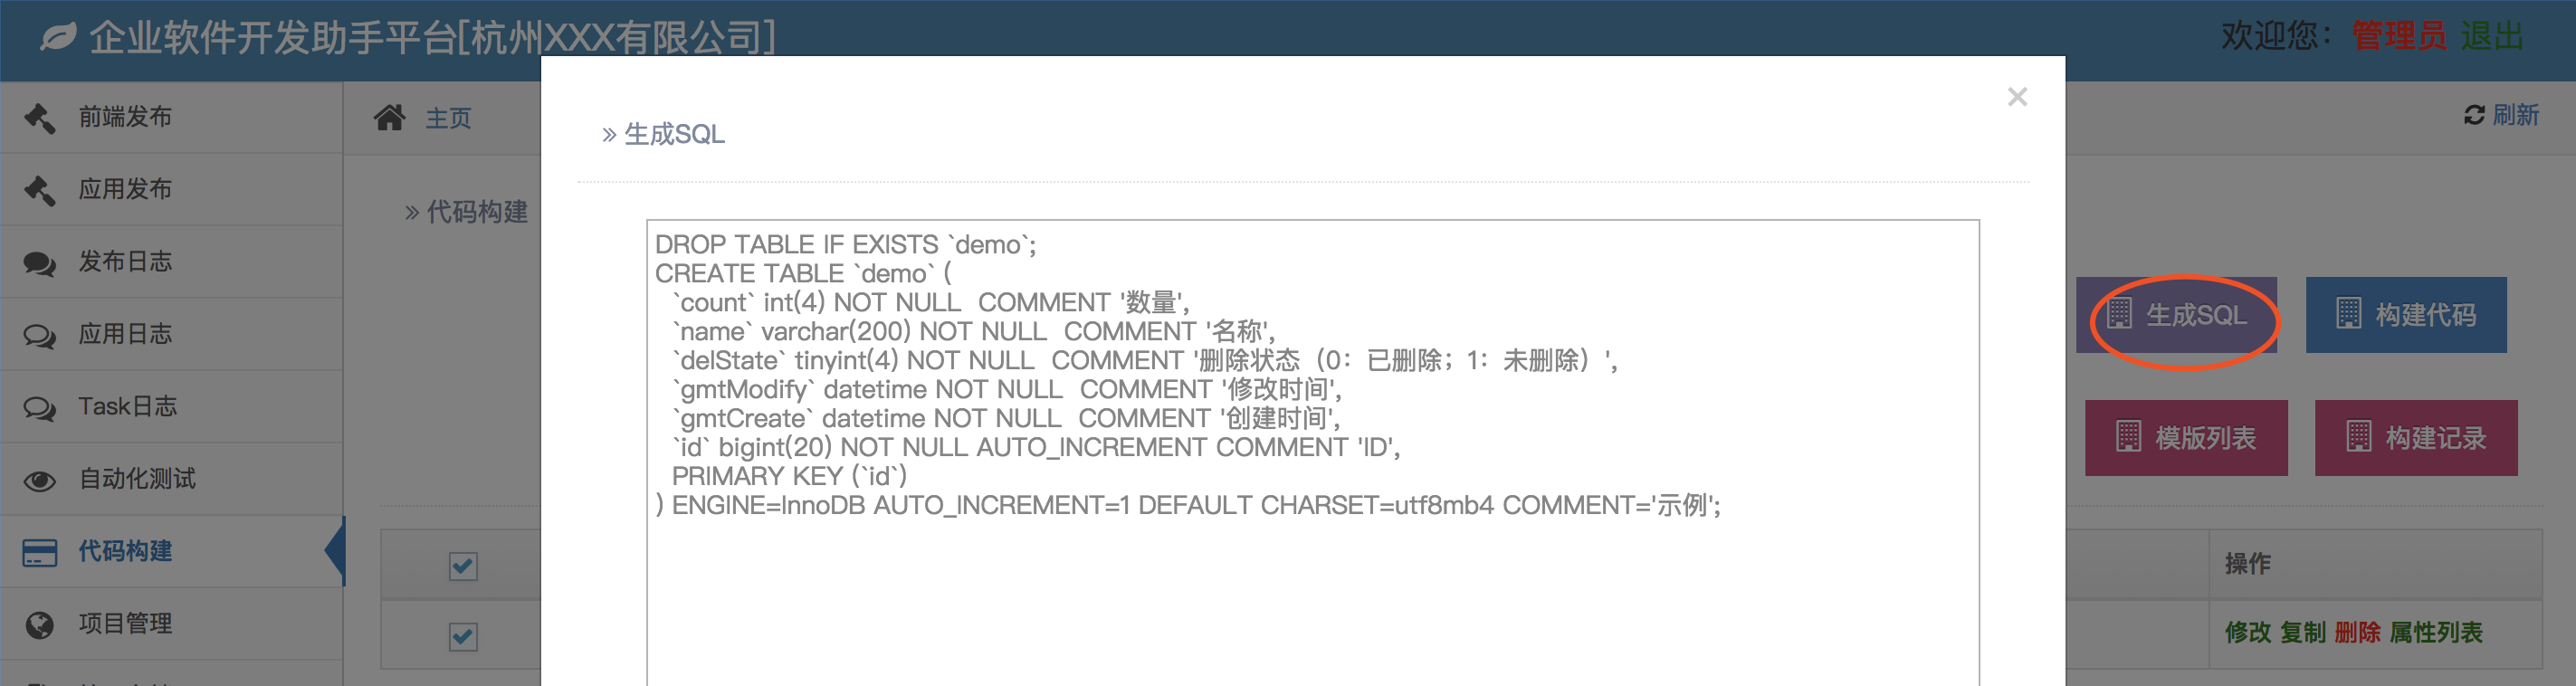 企业软件开发助手平台[杭州XXX有限公司]
欢迎您：管理员 退出
前端发布
应用发布
发布日志
应用日志
Task日志
自动化测试
代码构建
项目管理
主页
刷新
» 代码构建
×
» 生成SQL
DROP TABLE IF EXISTS `demo`;
CREATE TABLE `demo` (
`count` int(4) NOT NULL  COMMENT '数量',
`name` varchar(200) NOT NULL  COMMENT '名称',
`delState` tinyint(4) NOT NULL  COMMENT '删除状态（0：已删除；1：未删除）',
`gmtModify` datetime NOT NULL  COMMENT '修改时间',
`gmtCreate` datetime NOT NULL  COMMENT '创建时间',
`id` bigint(20) NOT NULL AUTO_INCREMENT COMMENT 'ID',
PRIMARY KEY (`id`)
) ENGINE=InnoDB AUTO_INCREMENT=1 DEFAULT CHARSET=utf8mb4 COMMENT='示例';
生成SQL
构建代码
模版列表
构建记录
操作
修改 复制 删除 属性列表